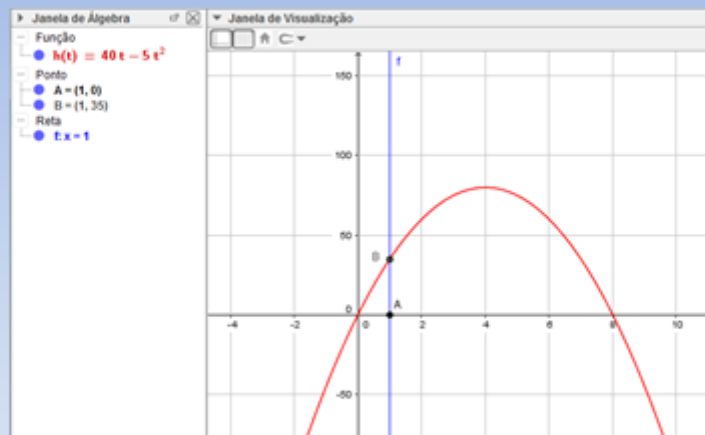 Janela de Álgebra
Função
h(t) = 40 t − 5 t²
Ponto
A = (1, 0)
B = (1, 35)
Reta
f: x = 1
Janela de Visualização
f
150
100
50
B
0
A
-4
-2
0
2
4
6
8
10
-50